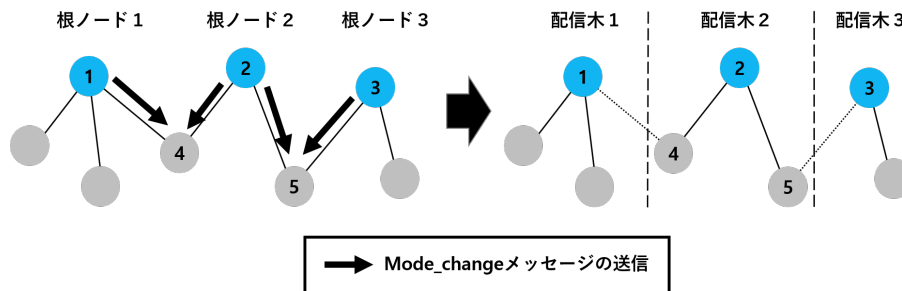 根ノード１ 根ノード２ 根ノード３ 配信木１ 配信木２ 配信木３
1 2 3 1 2 3
4 4
5 5
Mode_changeメッセージの送信